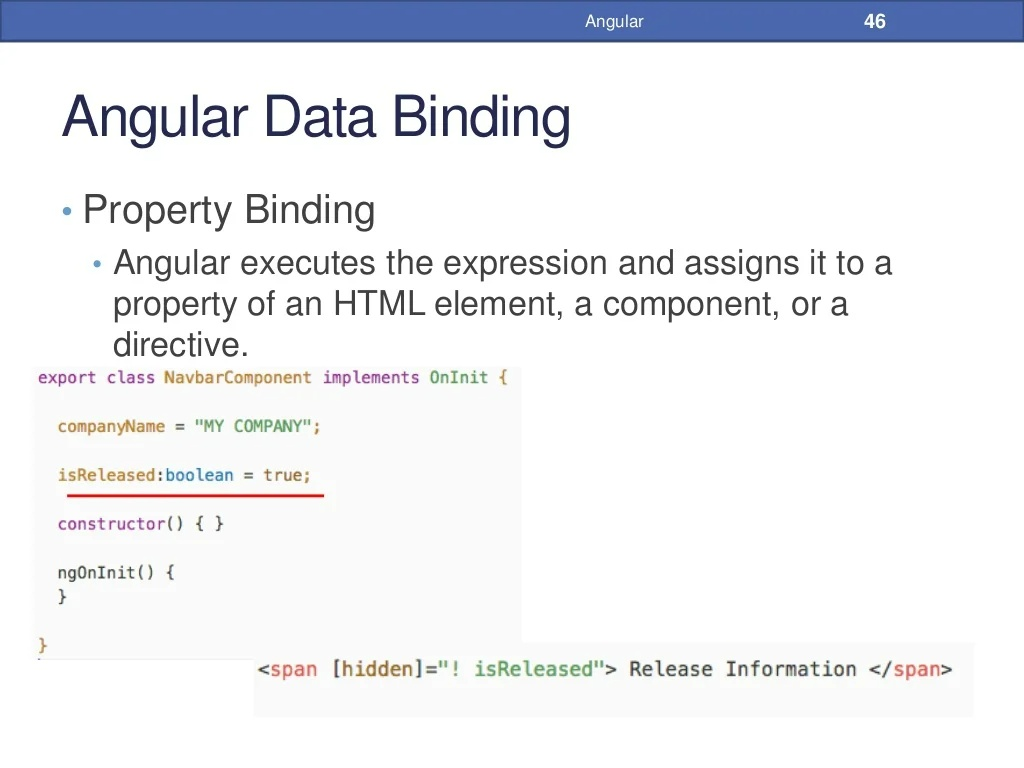 Angular 46
Angular Data Binding
• Property Binding
• Angular executes the expression and assigns it to a
property of an HTML element, a component, or a
directive.
export class NavbarComponent implements OnInit {
companyName = "MY COMPANY";
isReleased:boolean = true;
constructor() { }
ngOnInit() {
}
}
<span [hidden]="! isReleased"> Release Information </span>